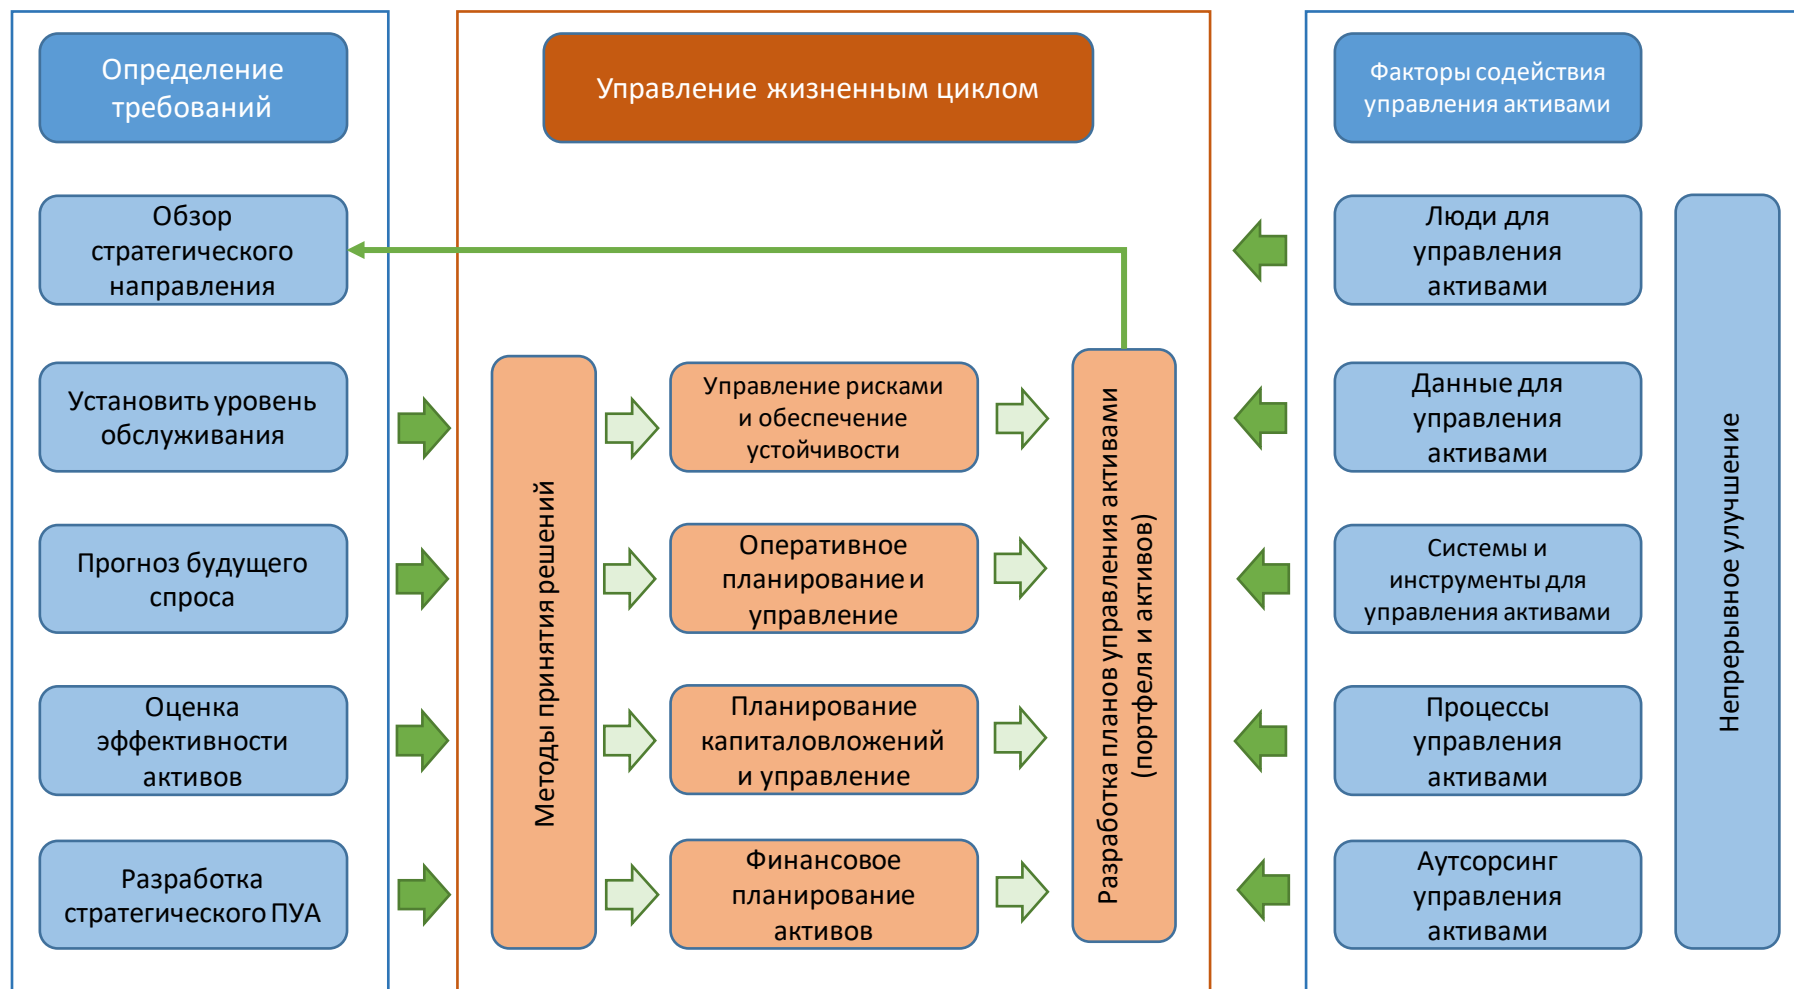 Определение
требований
Обзор
стратегического
направления
Установить уровень
обслуживания
Прогноз будущего
спроса
Оценка
эффективности
активов
Разработка
стратегического ПУА
Управление жизненным циклом
Методы принятия решений
Управление рисками
и обеспечение
устойчивости
Оперативное
планирование и
управление
Планирование
капиталовложений
и управление
Финансовое
планирование
активов
Разработка планов управления активами
(портфеля и активов)
Факторы содействия
управления активами
Люди для
управления
активами
Данные для
управления
активами
Системы и
инструменты для
управления активами
Процессы
управления
активами
Аутсорсинг
управления
активами
Непрерывное улучшение